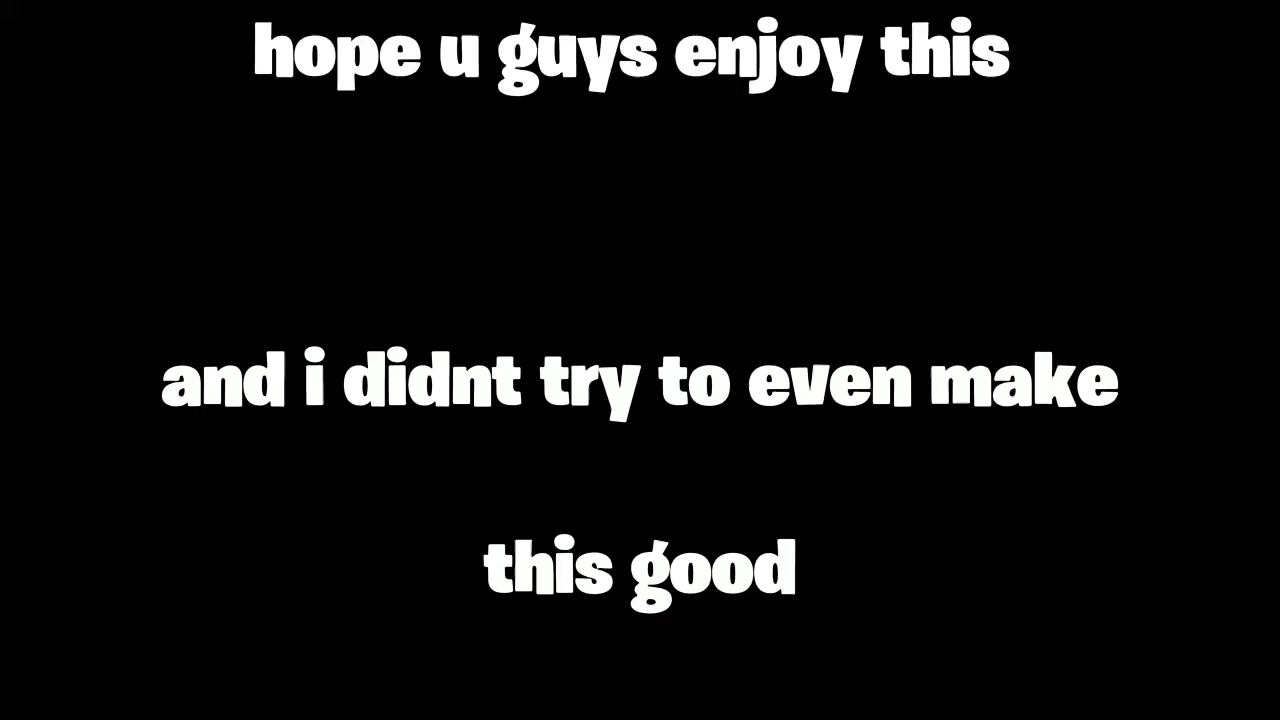 hope u guys enjoy this
and i didnt try to even make
this good